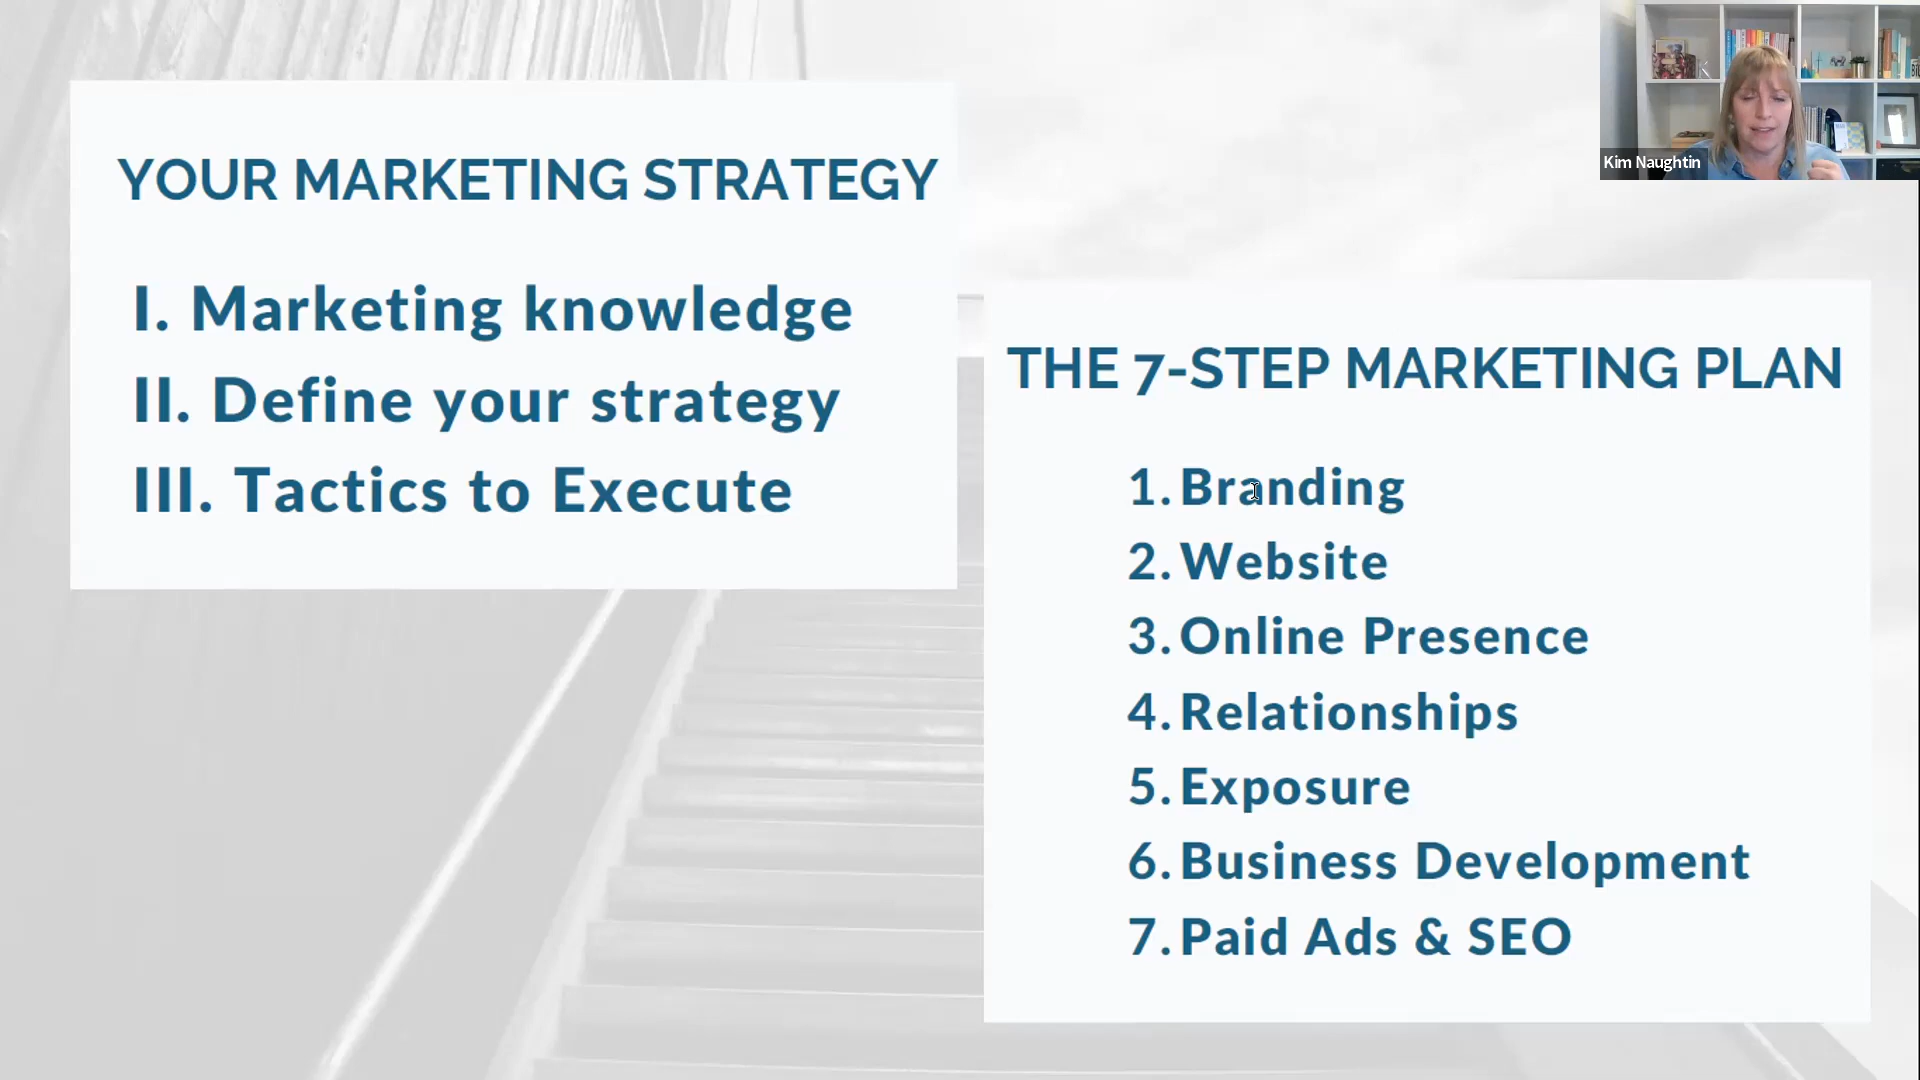 YOUR MARKETING STRATEGY
I. Marketing knowledge
II. Define your strategy
III. Tactics to Execute
Kim Naughtin
THE 7-STEP MARKETING PLAN
1. Branding
2. Website
3. Online Presence
4. Relationships
5. Exposure
6. Business Development
7. Paid Ads & SEO